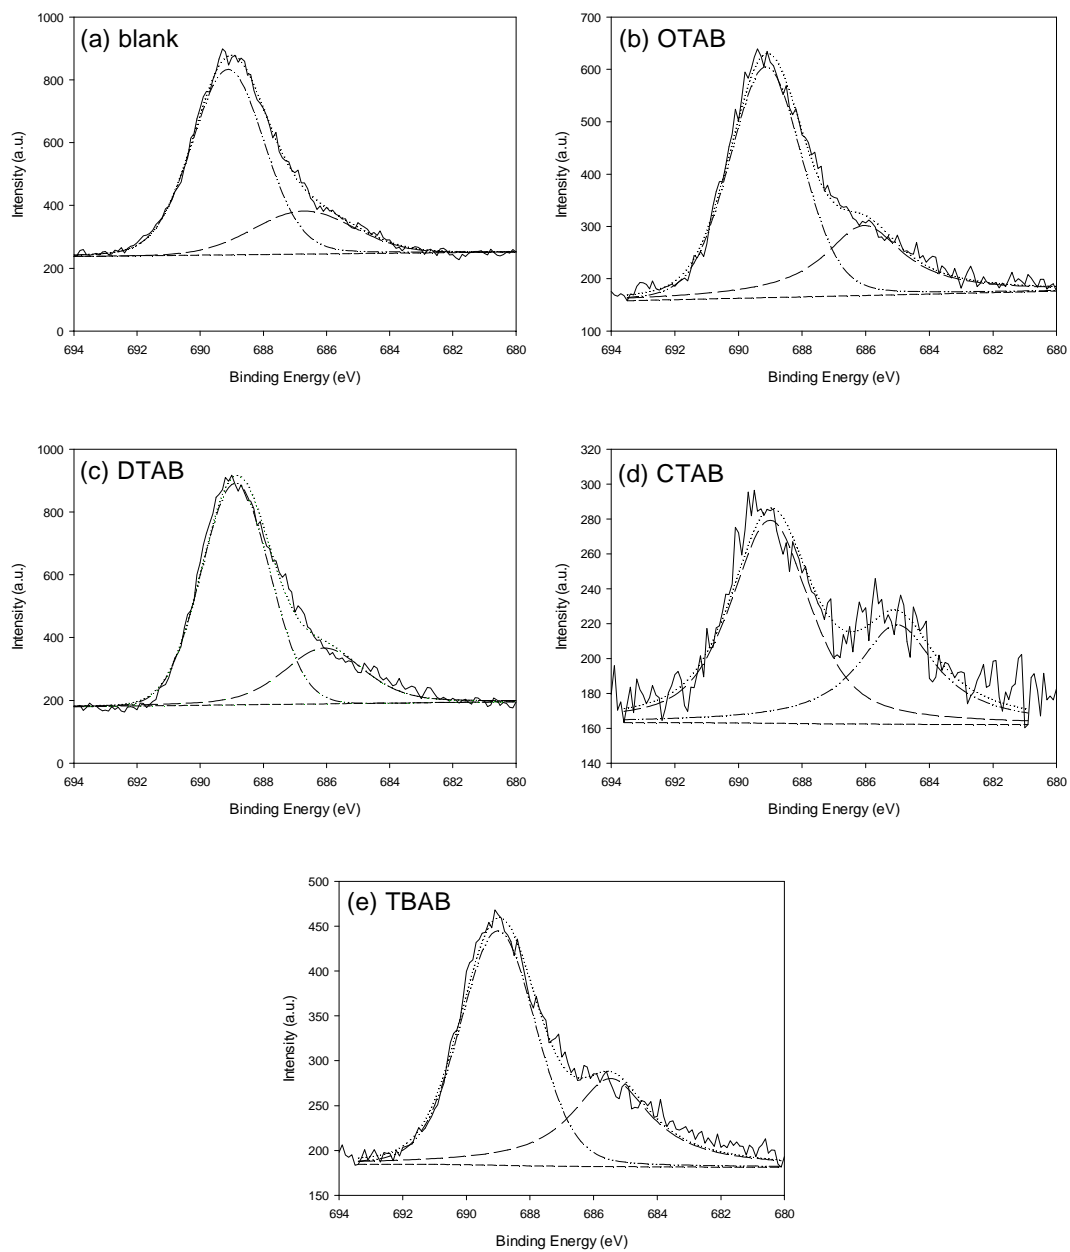 (a) blank
1000
800
600
400
200
0
Intensity (a.u.)
694 692 690 688 686 684 682 680
Binding Energy (eV)
(b) OTAB
700
600
500
400
300
200
100
Intensity (a.u.)
694 692 690 688 686 684 682 680
Binding Energy (eV)
(c) DTAB
1000
800
600
400
200
0
Intensity (a.u.)
694 692 690 688 686 684 682 680
Binding Energy (eV)
(d) CTAB
320
300
280
260
240
220
200
180
160
140
Intensity (a.u.)
694 692 690 688 686 684 682 680
Binding Energy (eV)
(e) TBAB
500
450
400
350
300
250
200
150
Intensity (a.u.)
694 692 690 688 686 684 682 680
Binding Energy (eV)